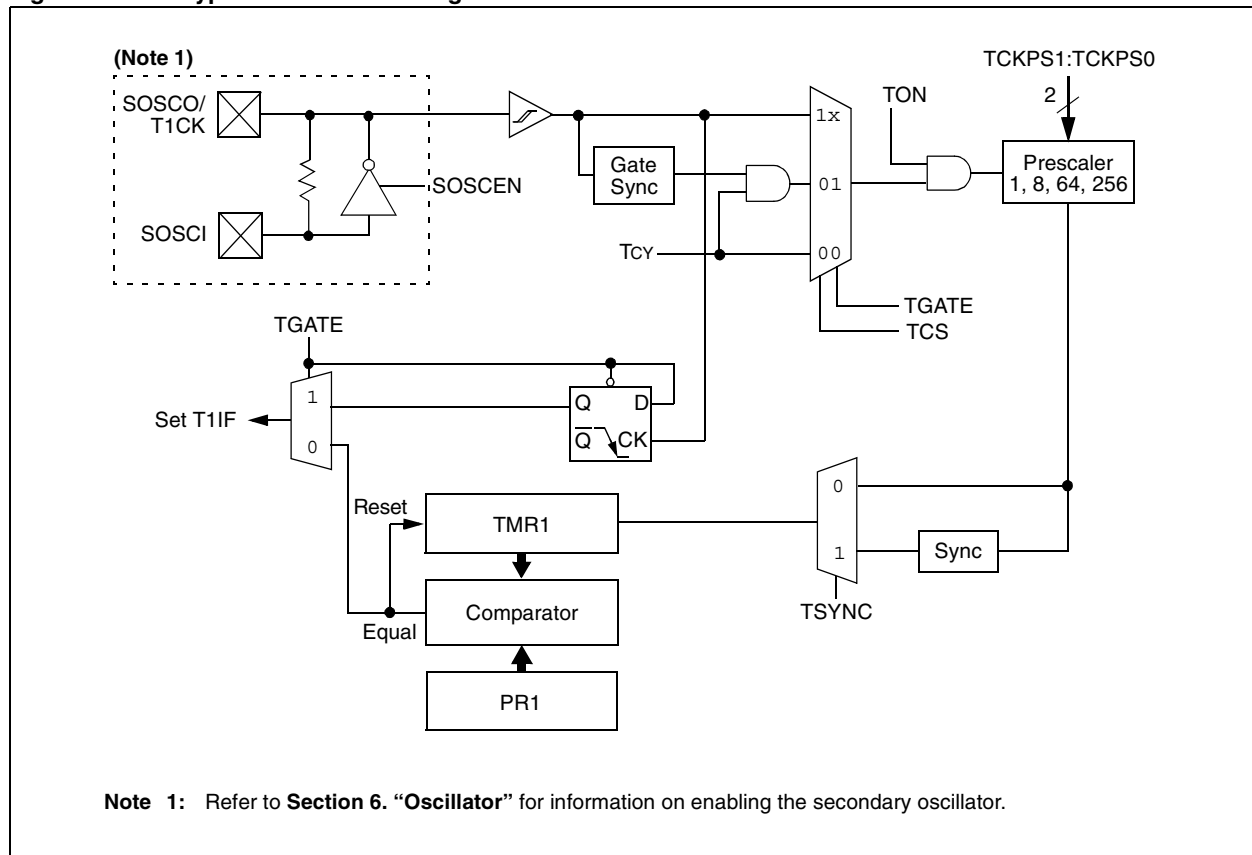 (Note 1)
SOSCO/
T1CK
SOSCI
SOSCEN
Gate
Sync
TCY
1x
01
00
TON
TCKPS1:TCKPS0
2
Prescaler
1, 8, 64, 256
TGATE
TCS
TGATE
Set T1IF
1
0
Q
D
Q
CK
Reset
TMR1
Equal
Comparator
PR1
0
1
Sync
TSYNC
Note 1: Refer to Section 6. “Oscillator” for information on enabling the secondary oscillator.